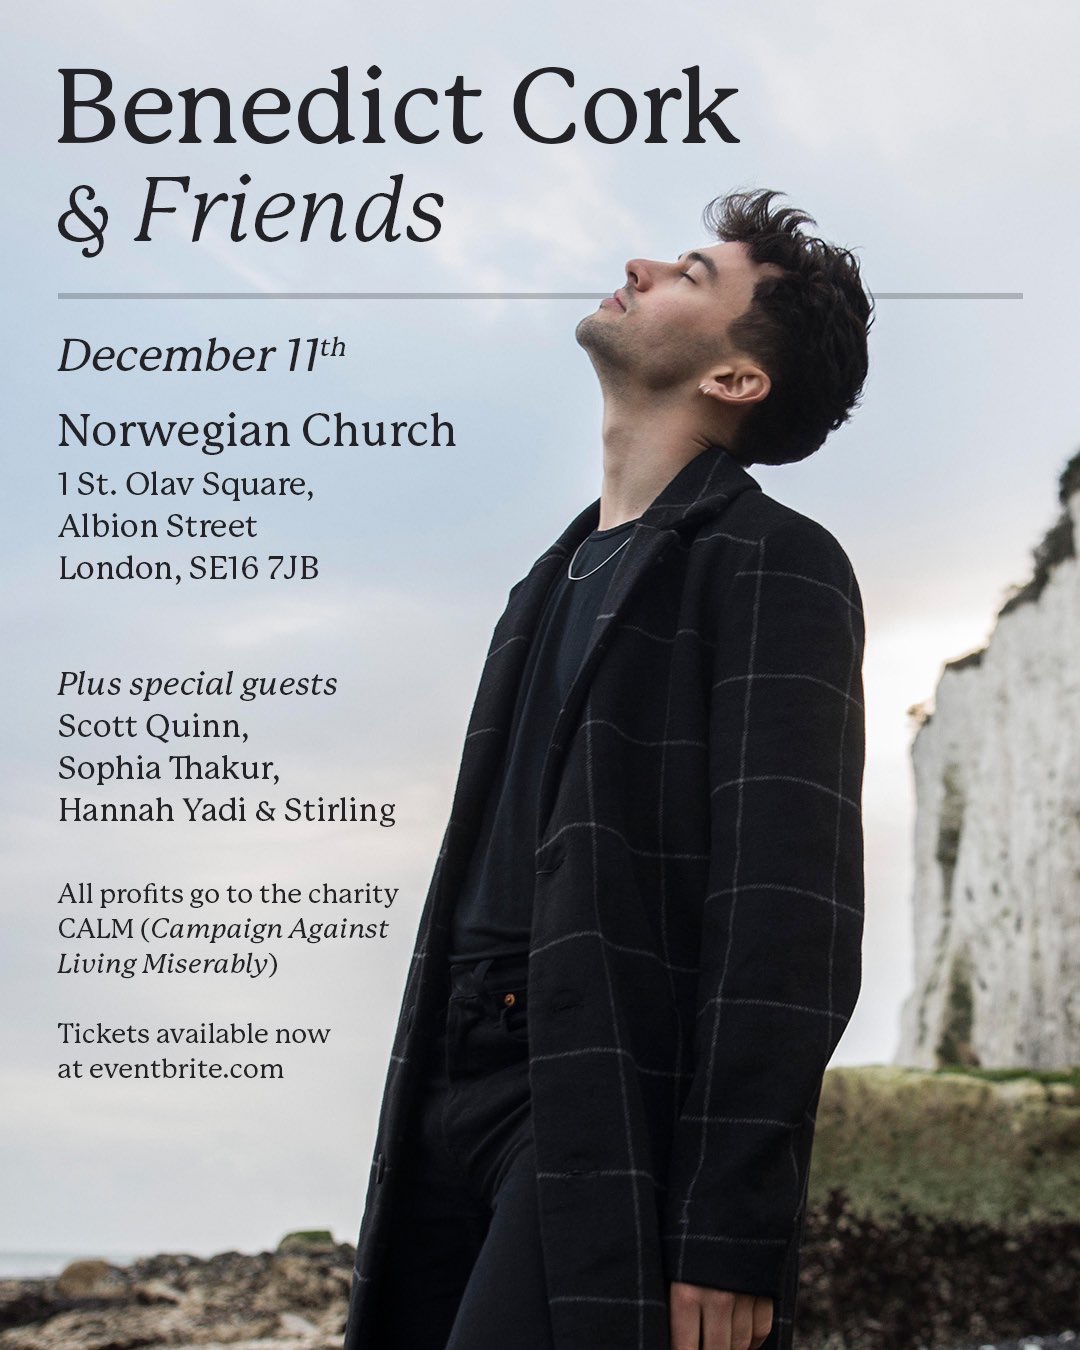 Benedict Cork
& Friends
December 11th
Norwegian Church
1 St. Olav Square,
Albion Street
London, SE16 7JB
Plus special guests
Scott Quinn,
Sophia Thakur,
Hannah Yadi & Stirling
All profits go to the charity
CALM (Campaign Against
Living Miserably)
Tickets available now
at eventbrite.com